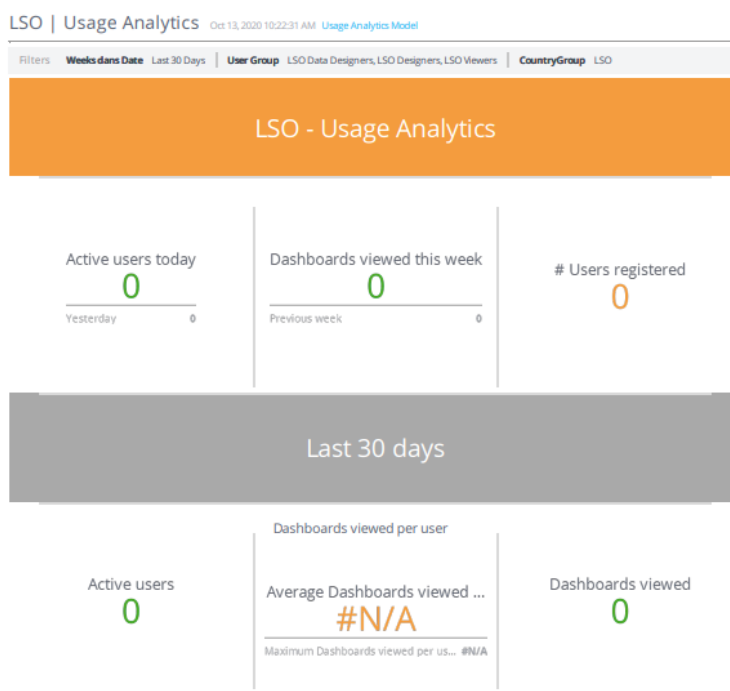 LSO | Usage Analytics Oct 13, 2020 10:22:31 AM Usage Analytics Model
Filters Weeks dans Date Last 30 Days | User Group LSO Data Designers, LSO Designers, LSO Viewers | CountryGroup LSO
LSO - Usage Analytics
Active users today
0
Yesterday 0
Dashboards viewed this week
0
Previous week 0
# Users registered
0
Last 30 days
Active users
0
Dashboards viewed per user
Average Dashboards viewed ...
#N/A
Maximum Dashboards viewed per us... #N/A
Dashboards viewed
0